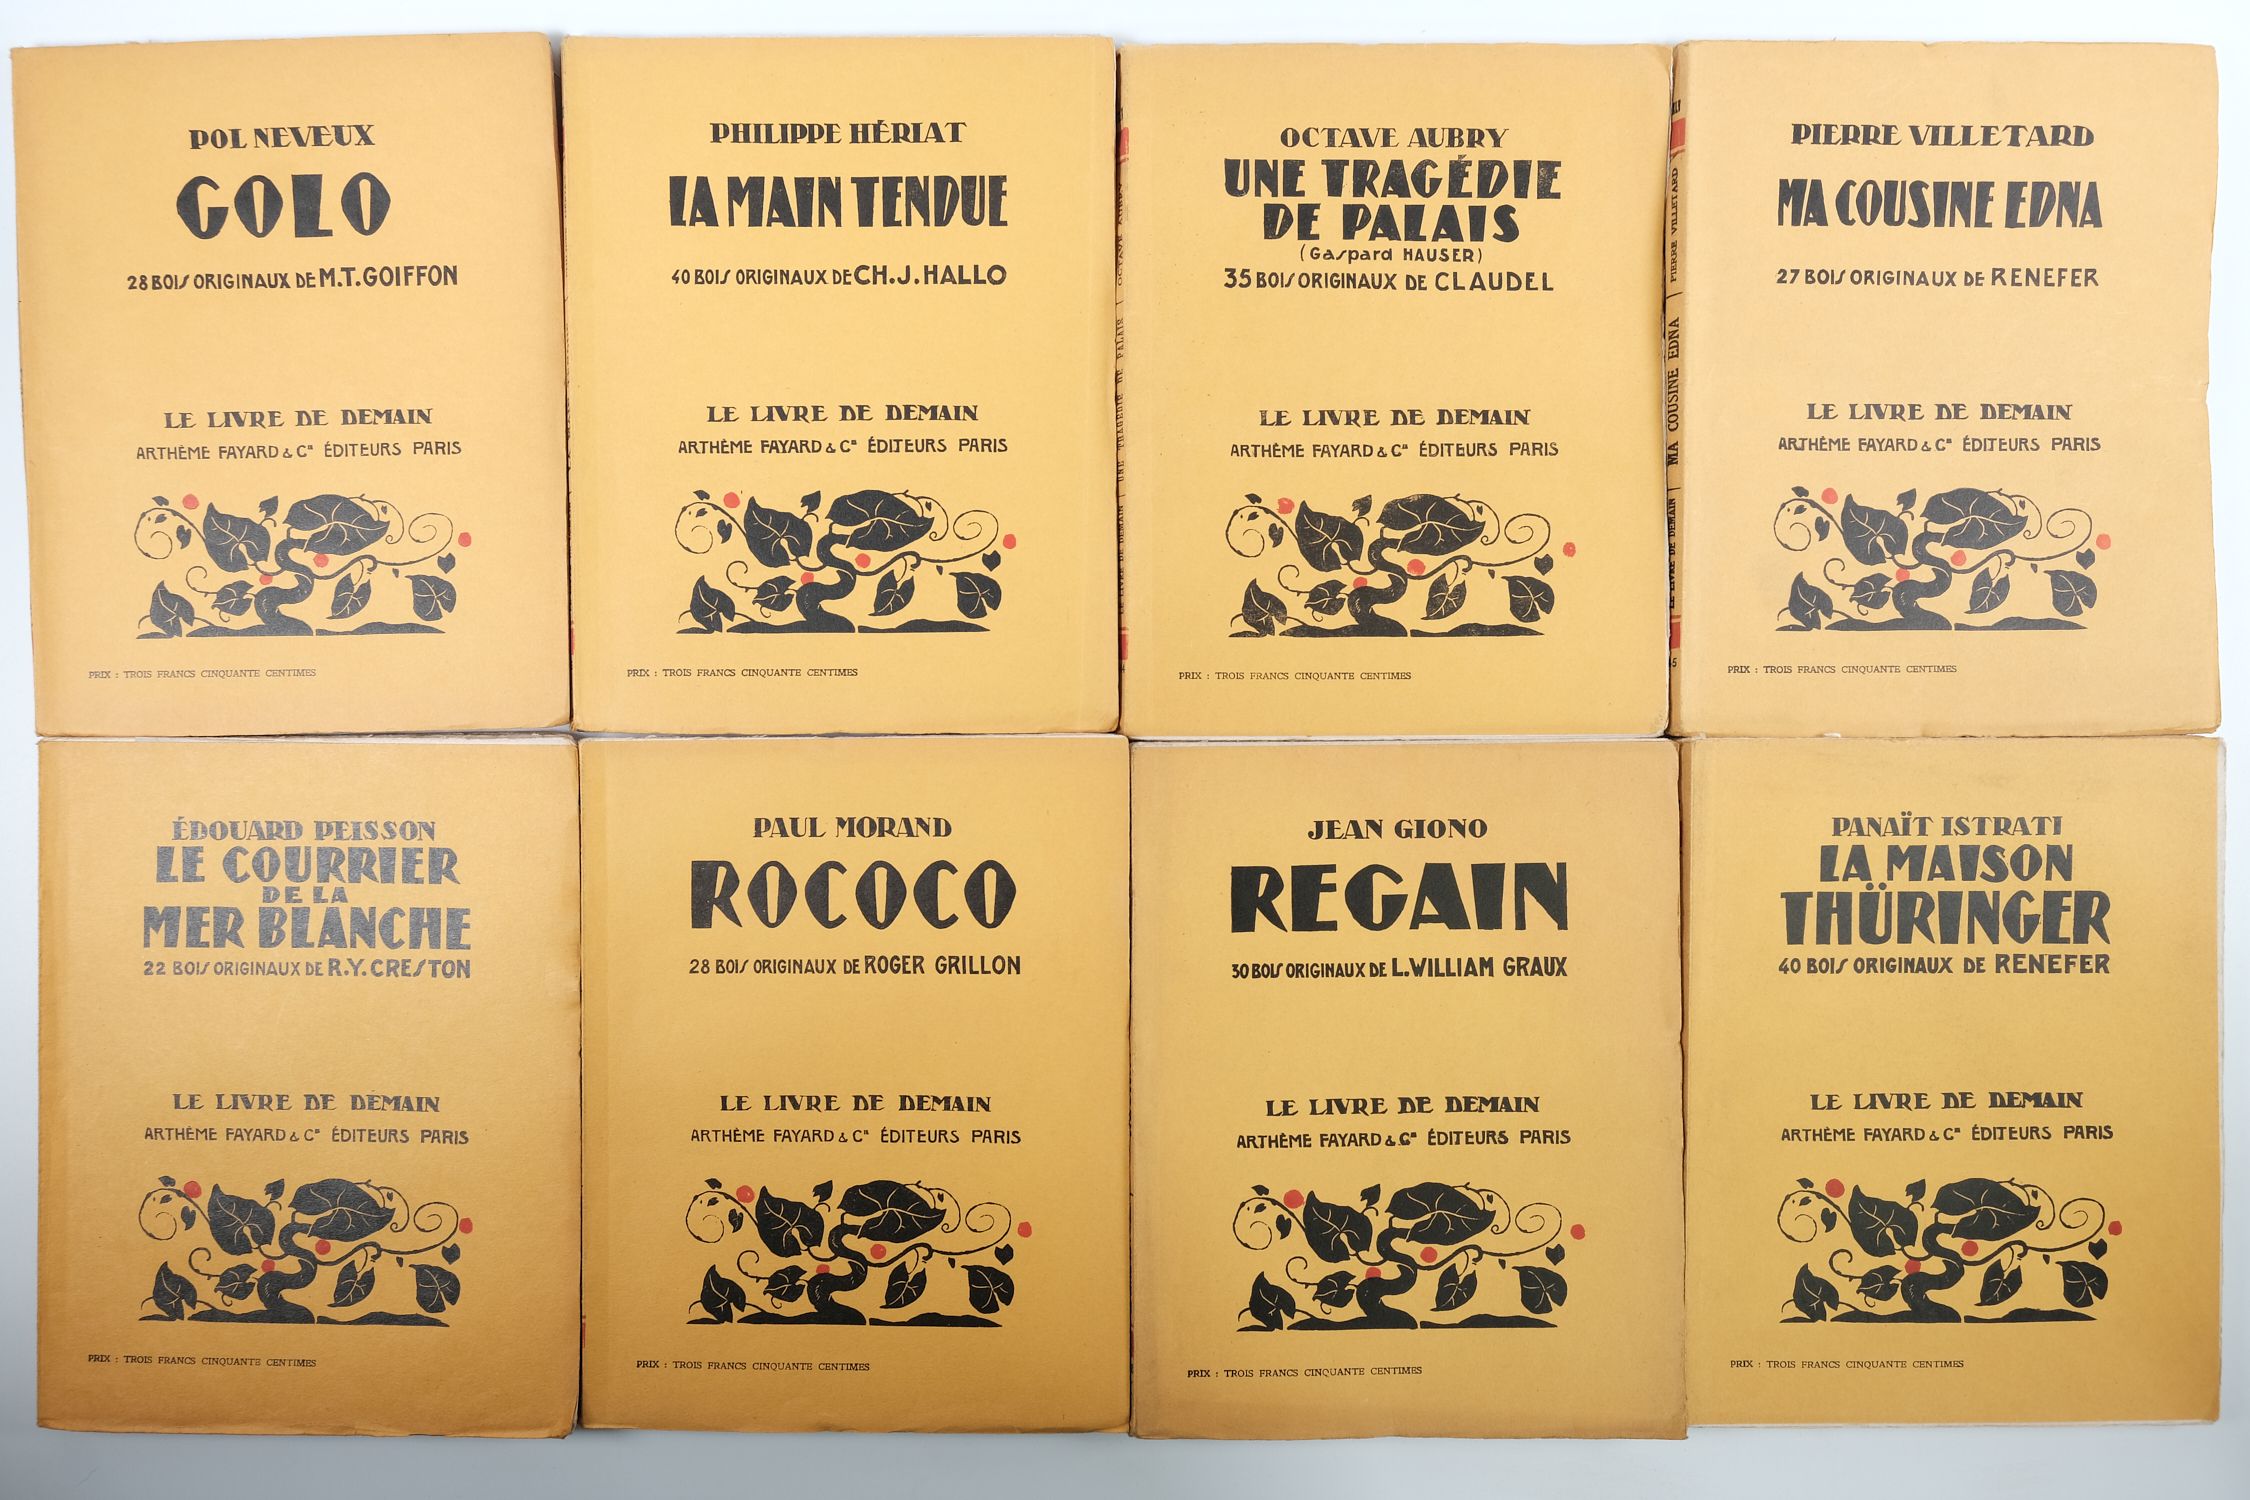 POL NEVEUX
GOLO
28 BOIS ORIGINAUX DE M.T. GOIFFON
LE LIVRE DE DEMAIN
ARTHÈME FAYARD & Cie ÉDITEURS PARIS
PRIX : TROIS FRANCS CINQUANTE CENTIMES
PHILIPPE HÉRIAT
LA MAIN TENDUE
40 BOIS ORIGINAUX DE CH. J. HALLO
LE LIVRE DE DEMAIN
ARTHÈME FAYARD & Cie ÉDITEURS PARIS
PRIX : TROIS FRANCS CINQUANTE CENTIMES
LE LIVRE DE DEMAIN | UNE TRAGÉDIE DE PALAIS | OCTAVE AUBRY
OCTAVE AUBRY
UNE TRAGÉDIE
DE PALAIS
(Gaspard HAUSER)
35 BOIS ORIGINAUX DE CLAUDEL
LE LIVRE DE DEMAIN
ARTHÈME FAYARD & Cie ÉDITEURS PARIS
PRIX : TROIS FRANCS CINQUANTE CENTIMES
LE LIVRE DE DEMAIN | MA COUSINE EDNA | PIERRE VILLETARD
PIERRE VILLETARD
MA COUSINE EDNA
27 BOIS ORIGINAUX DE RENEFER
LE LIVRE DE DEMAIN
ARTHÈME FAYARD & Cie ÉDITEURS PARIS
PRIX : TROIS FRANCS CINQUANTE CENTIMES
ÉDOUARD PEISSON
LE COURRIER
DE LA
MER BLANCHE
22 BOIS ORIGINAUX DE R.Y. CRESTON
LE LIVRE DE DEMAIN
ARTHÈME FAYARD & Cie ÉDITEURS PARIS
PRIX : TROIS FRANCS CINQUANTE CENTIMES
PAUL MORAND
ROCOCO
28 BOIS ORIGINAUX DE ROGER GRILLON
LE LIVRE DE DEMAIN
ARTHÈME FAYARD & Cie ÉDITEURS PARIS
PRIX : TROIS FRANCS CINQUANTE CENTIMES
JEAN GIONO
REGAIN
30 BOIS ORIGINAUX DE L. WILLIAM GRAUX
LE LIVRE DE DEMAIN
ARTHÈME FAYARD & Cie ÉDITEURS PARIS
PRIX : TROIS FRANCS CINQUANTE CENTIMES
PANAÏT ISTRATI
LA MAISON
THÜRINGER
40 BOIS ORIGINAUX DE RENEFER
LE LIVRE DE DEMAIN
ARTHÈME FAYARD & Cie ÉDITEURS PARIS
PRIX : TROIS FRANCS CINQUANTE CENTIMES